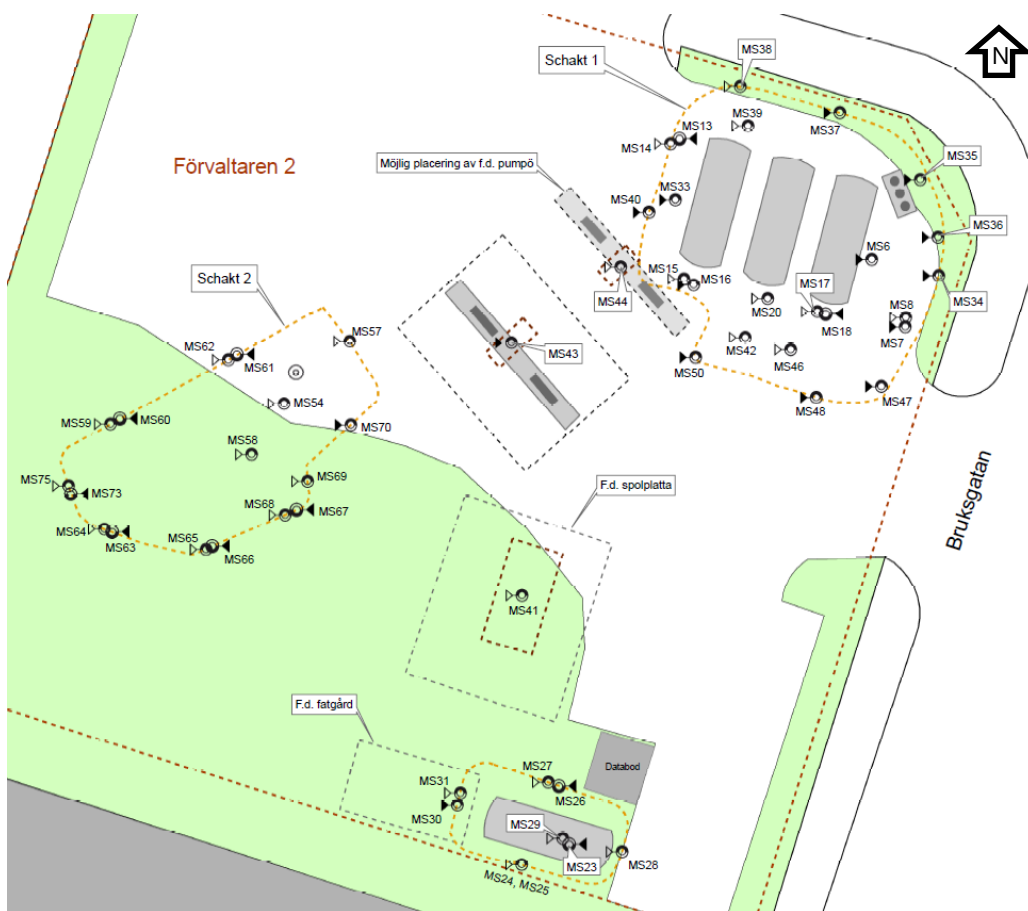 N
MS38
Schakt 1
MS39
MS37
MS13
MS14
Möjlig placering av f.d. pumpö
Förvaltaren 2
MS35
MS33
MS40
MS36
MS6
Schakt 2
MS15
MS16
MS17
MS44
MS34
MS20
MS8
MS18
MS7
MS57
MS42
MS43
MS46
MS62
MS61
MS50
MS47
MS48
MS54
MS59
MS60
MS70
MS58
MS75
MS73
MS69
F.d. spolplatta
MS68
MS67
MS64
MS63
MS65
MS66
Bruksgatan
MS41
F.d. fatgård
Databod
MS27
MS26
MS31
MS30
MS29
MS23
MS28
MS24, MS25